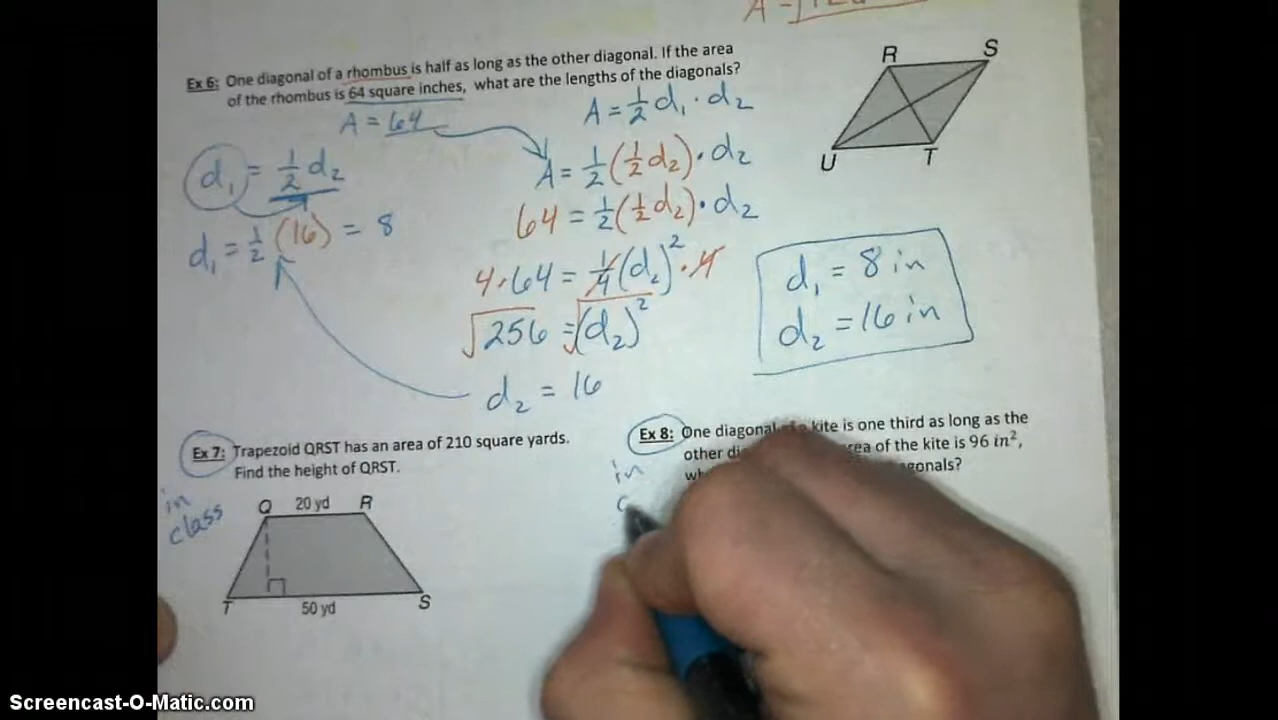 Ex 6: One diagonal of a rhombus is half as long as the other diagonal. If the area
of the rhombus is 64 square inches, what are the lengths of the diagonals?
A = 64
A = 1/2 d₁ · d₂
d₁ = 1/2 d₂
A = 1/2 (1/2 d₂) · d₂
d₁ = 1/2 (16) = 8
64 = 1/2 (1/2 d₂) · d₂
4 · 64 = 1/4 (d₂)² · 4
√256 = √(d₂)²
d₂ = 16
R S
U T
d₁ = 8 in
d₂ = 16 in
Ex 7: Trapezoid QRST has an area of 210 square yards.
Find the height of QRST.
in
class
Q 20 yd R
T 50 yd S
Ex 8: One diagonal of a kite is one third as long as the
other area of the kite is 96 in²,
diagonals?
in
Screencast-O-Matic.com